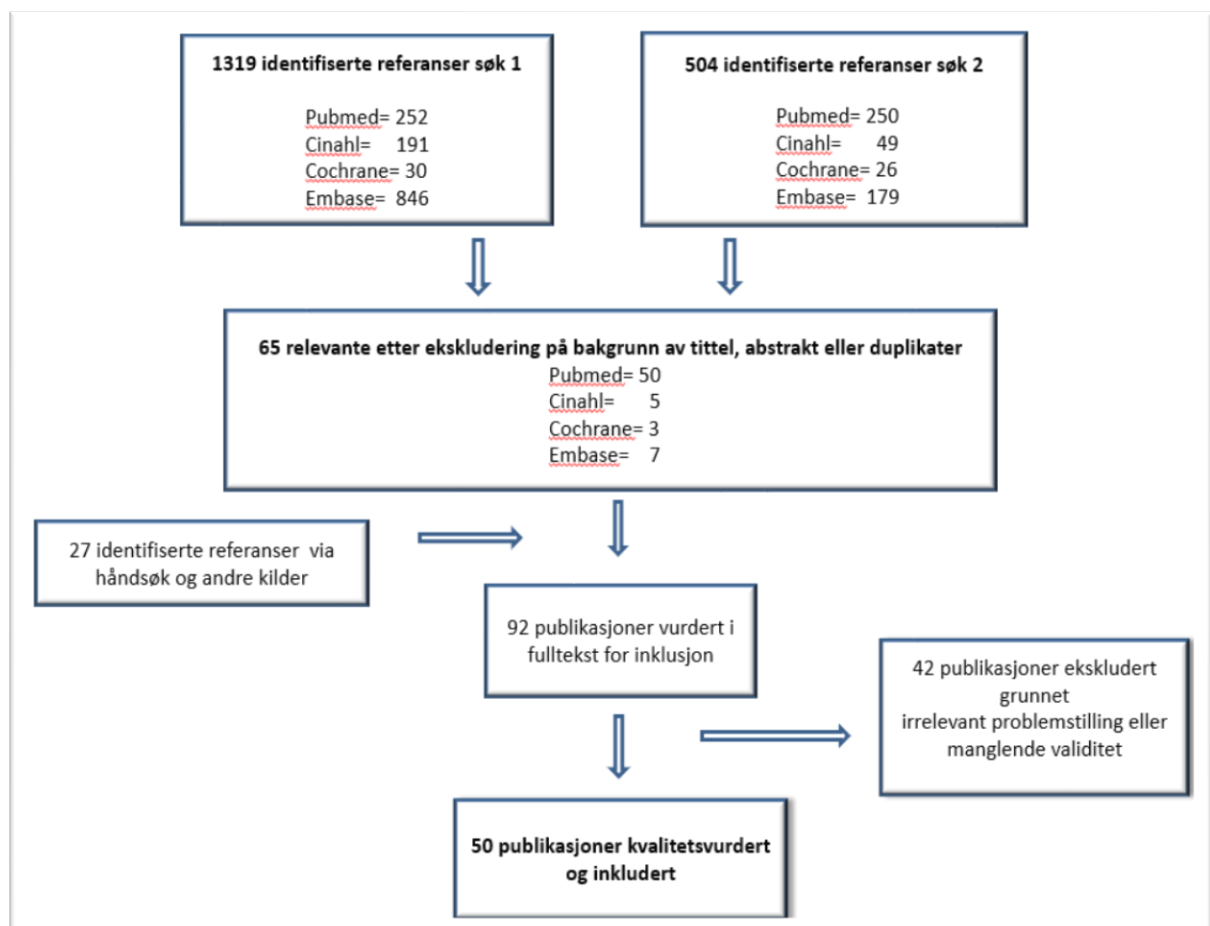 1319 identifiserte referanser søk 1
Pubmed= 252
Cinahl= 191
Cochrane= 30
Embase= 846
504 identifiserte referanser søk 2
Pubmed= 250
Cinahl= 49
Cochrane= 26
Embase= 179
65 relevante etter ekskludering på bakgrunn av tittel, abstrakt eller duplikater
Pubmed= 50
Cinahl= 5
Cochrane= 3
Embase= 7
27 identifiserte referanser via
håndsøk og andre kilder
92 publikasjoner vurdert i
fulltekst for inklusjon
42 publikasjoner ekskludert
grunnet
irrelevant problemstilling eller
manglende validitet
50 publikasjoner kvalitetsvurdert
og inkludert